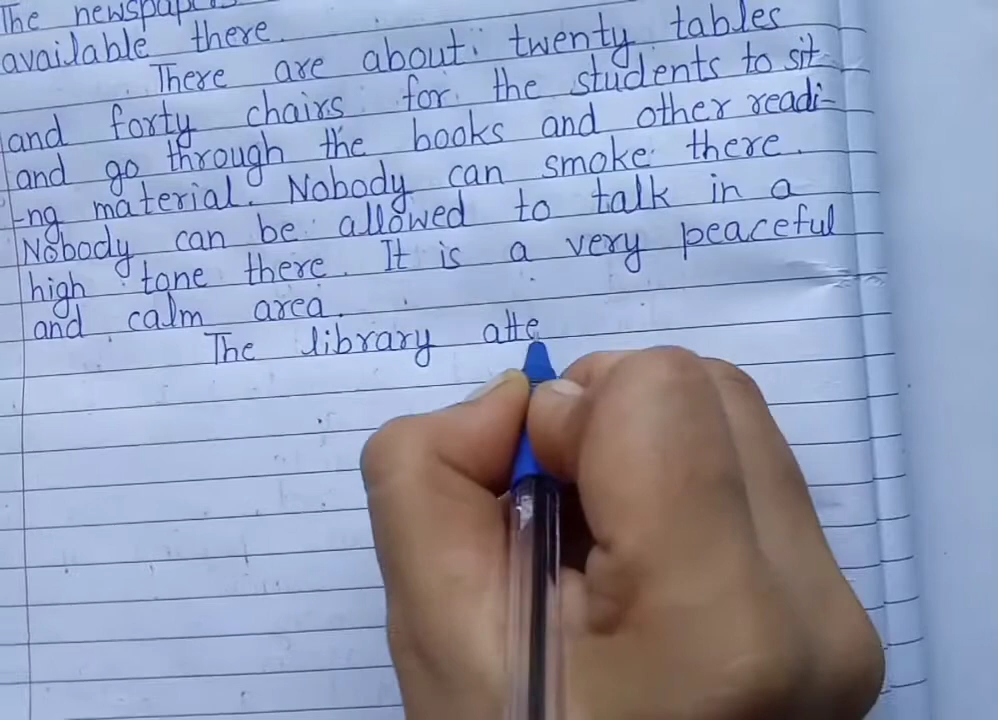 The newspapers
available there.
There are about twenty tables
and forty chairs for the students to sit
and go through the books and other readi-
-ng material. Nobody can smoke there.
Nobody can be allowed to talk in a
high tone there. It is a very peaceful
and calm area.
The library atte